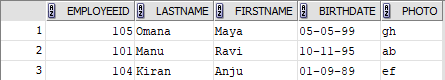 EMPLOYEEID LASTNAME FIRSTNAME BIRTHDATE PHOTO
1 105 Omana Maya 05-05-99 gh
2 101 Manu Ravi 10-11-95 ab
3 104 Kiran Anju 01-09-89 ef